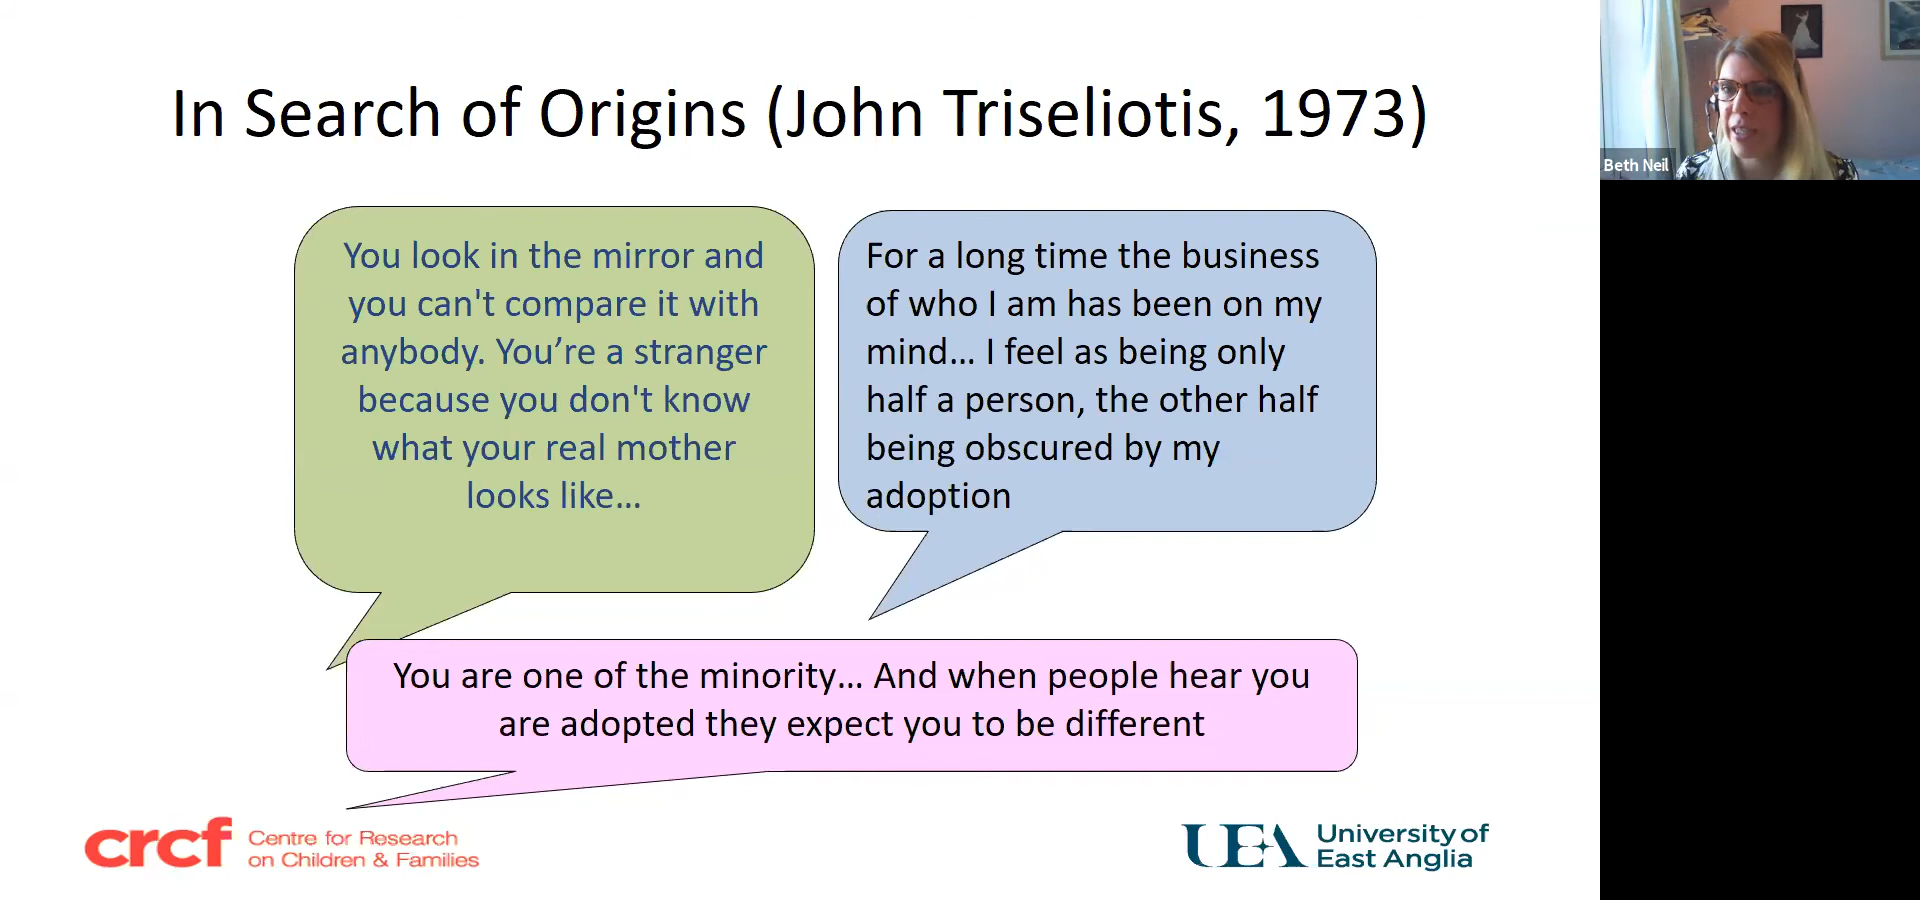 In Search of Origins (John Triseliotis, 1973)
Beth Neil
You look in the mirror and
you can't compare it with
anybody. You’re a stranger
because you don't know
what your real mother
looks like...
For a long time the business
of who I am has been on my
mind... I feel as being only
half a person, the other half
being obscured by my
adoption
You are one of the minority... And when people hear you
are adopted they expect you to be different
crcf
Centre for Research
on Children & Families
UEA
University of
East Anglia